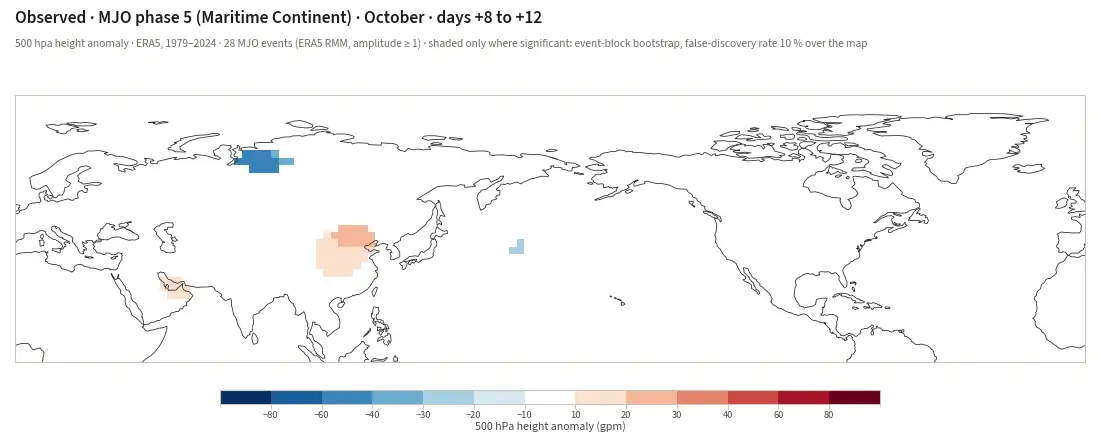 Observed · MJO phase 5 (Maritime Continent) · October · days +8 to +12
500 hpa height anomaly · ERA5, 1979–2024 · 28 MJO events (ERA5 RMM, amplitude ≥ 1) · shaded only where significant: event-block bootstrap, false-discovery rate 10 % over the map
−80 −60 −40 −30 −20 −10 10 20 30 40 60 80
500 hPa height anomaly (gpm)